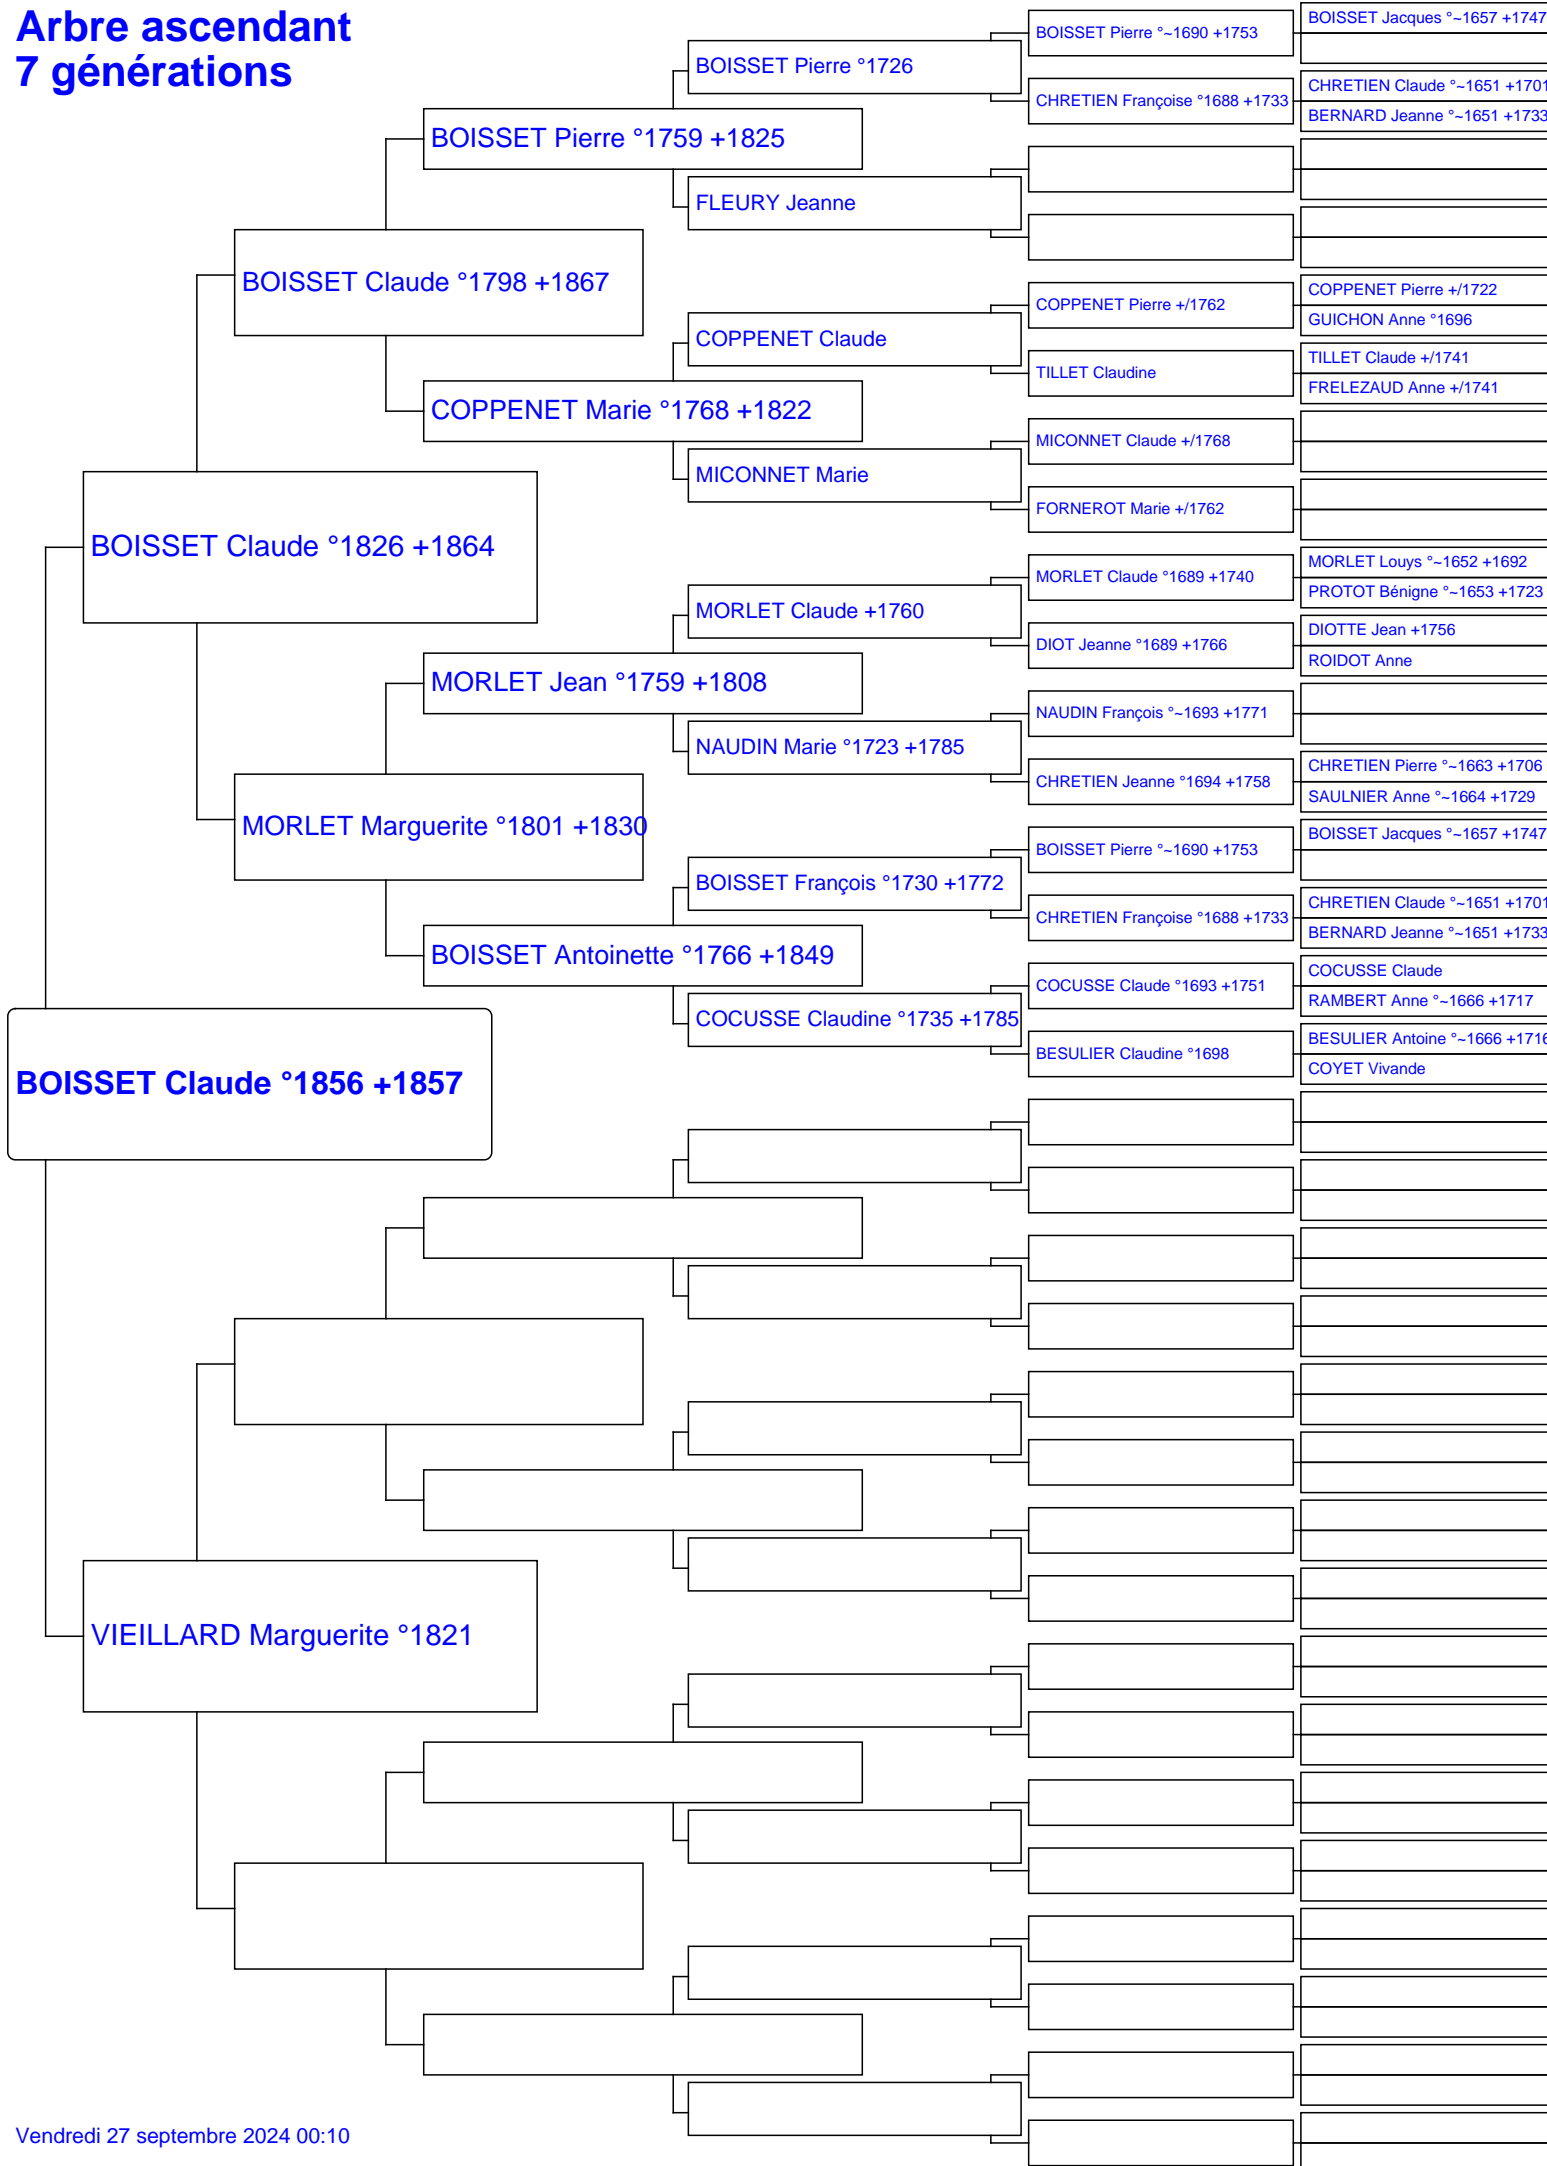 Arbre ascendant
7 générations
BOISSET Claude °1856 +1857
BOISSET Claude °1826 +1864
VIEILLARD Marguerite °1821
BOISSET Claude °1798 +1867
MORLET Marguerite °1801 +1830
BOISSET Pierre °1759 +1825
COPPENET Marie °1768 +1822
MORLET Jean °1759 +1808
BOISSET Antoinette °1766 +1849
BOISSET Pierre °1726
FLEURY Jeanne
COPPENET Claude
MICONNET Marie
MORLET Claude +1760
NAUDIN Marie °1723 +1785
BOISSET François °1730 +1772
COCUSSE Claudine °1735 +1785
BOISSET Pierre °~1690 +1753
CHRETIEN Françoise °1688 +1733
COPPENET Pierre +/1762
TILLET Claudine
MICONNET Claude +/1768
FORNEROT Marie +/1762
MORLET Claude °1689 +1740
DIOT Jeanne °1689 +1766
NAUDIN François °~1693 +1771
CHRETIEN Jeanne °1694 +1758
BOISSET Pierre °~1690 +1753
CHRETIEN Françoise °1688 +1733
COCUSSE Claude °1693 +1751
BESULIER Claudine °1698
BOISSET Jacques °~1657 +1747
CHRETIEN Claude °~1651 +1701
BERNARD Jeanne °~1651 +1733
COPPENET Pierre +/1722
GUICHON Anne °1696
TILLET Claude +/1741
FRELEZAUD Anne +/1741
MORLET Louys °~1652 +1692
PROTOT Bénigne °~1653 +1723
DIOTTE Jean +1756
ROIDOT Anne
CHRETIEN Pierre °~1663 +1706
SAULNIER Anne °~1664 +1729
BOISSET Jacques °~1657 +1747
CHRETIEN Claude °~1651 +1701
BERNARD Jeanne °~1651 +1733
COCUSSE Claude
RAMBERT Anne °~1666 +1717
BESULIER Antoine °~1666 +1716
COYET Vivande
Vendredi 27 septembre 2024 00:10